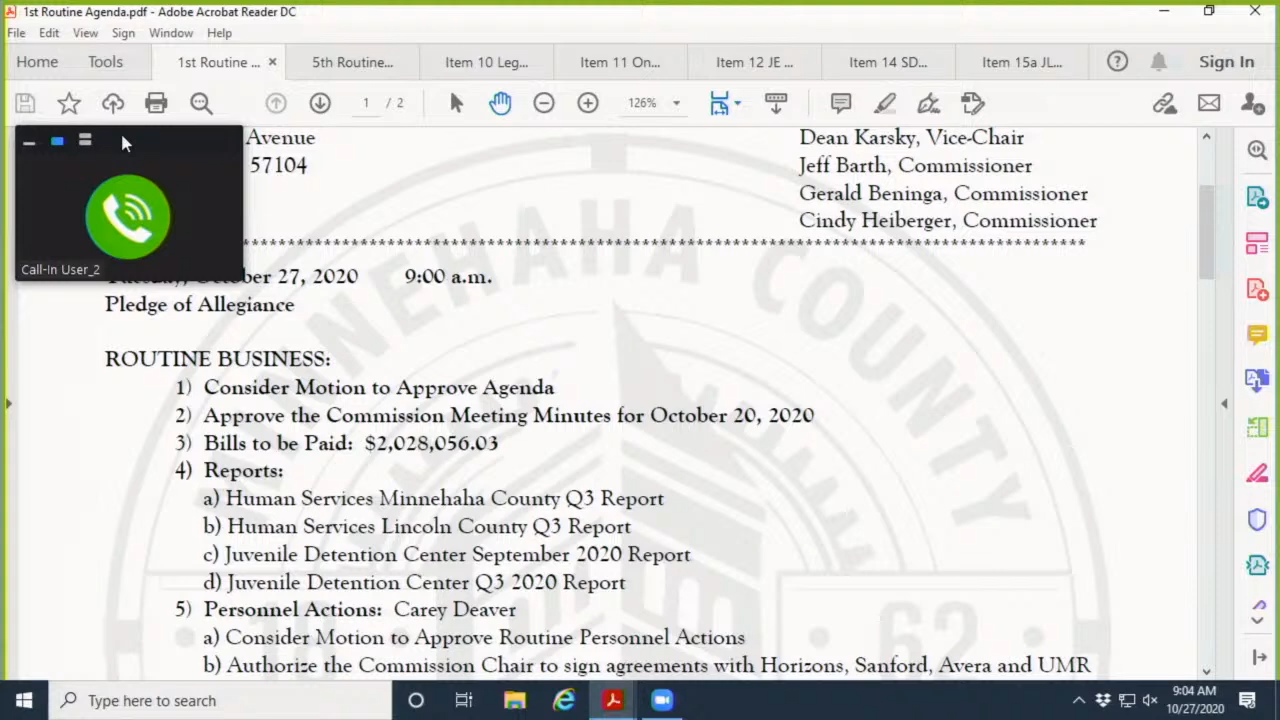 1st Routine Agenda.pdf - Adobe Acrobat Reader DC
File Edit View Sign Window Help
Home Tools 1st Routine ... × 5th Routine... Item 10 Leg... Item 11 On... Item 12 JE ... Item 14 SD... Item 15a JL... Sign In
1 / 2 126%
Avenue Dean Karsky, Vice-Chair
57104 Jeff Barth, Commissioner
Gerald Beninga, Commissioner
Cindy Heiberger, Commissioner
Call-In User_2
Tuesday, October 27, 2020 9:00 a.m.
Pledge of Allegiance
ROUTINE BUSINESS:
1) Consider Motion to Approve Agenda
2) Approve the Commission Meeting Minutes for October 20, 2020
3) Bills to be Paid: $2,028,056.03
4) Reports:
a) Human Services Minnehaha County Q3 Report
b) Human Services Lincoln County Q3 Report
c) Juvenile Detention Center September 2020 Report
d) Juvenile Detention Center Q3 2020 Report
5) Personnel Actions: Carey Deaver
a) Consider Motion to Approve Routine Personnel Actions
b) Authorize the Commission Chair to sign agreements with Horizons, Sanford, Avera and UMR
MINNEHAHA COUNTY
18 62
Type here to search
9:04 AM
10/27/2020